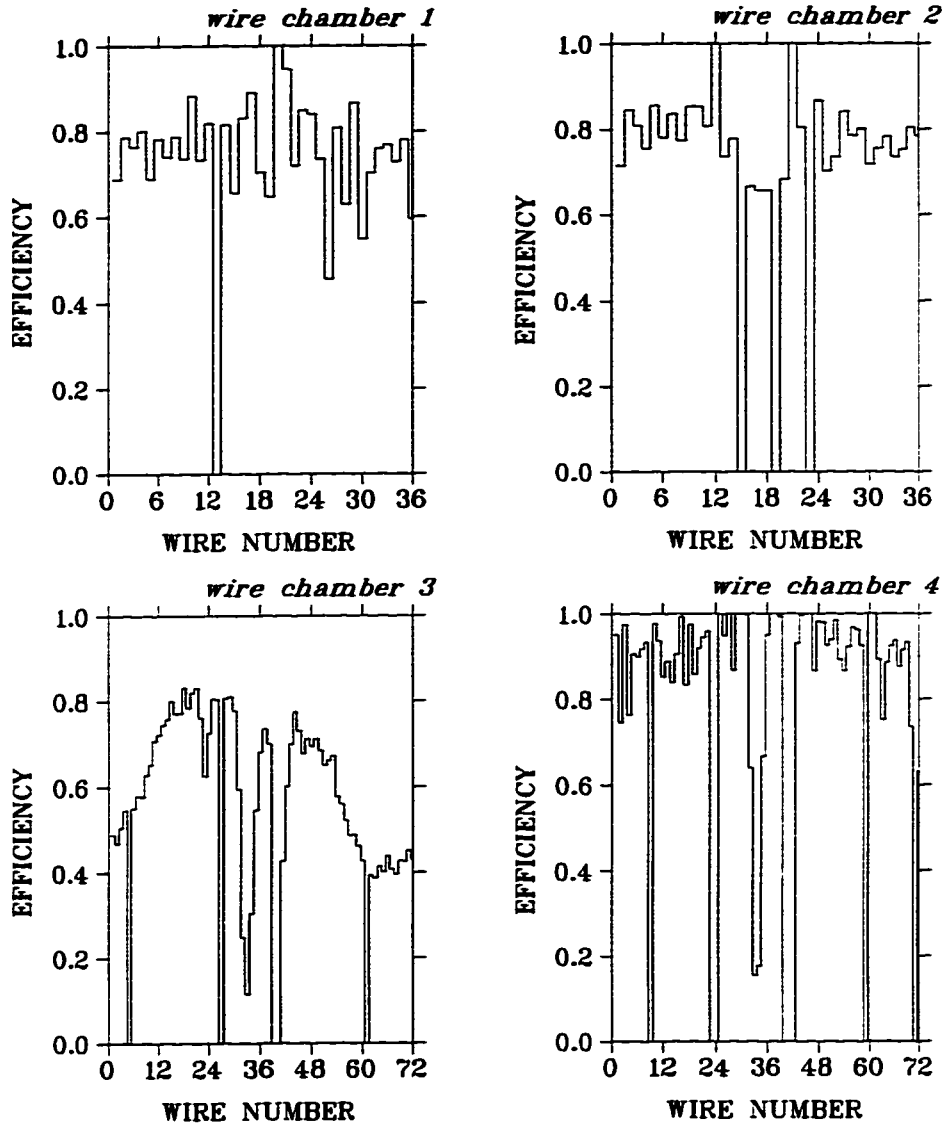 wire chamber 1
1.0
0.8
0.6
0.4
0.2
0.0
EFFICIENCY
0 6 12 18 24 30 36
WIRE NUMBER
wire chamber 2
1.0
0.8
0.6
0.4
0.2
0.0
EFFICIENCY
0 6 12 18 24 30 36
WIRE NUMBER
wire chamber 3
1.0
0.8
0.6
0.4
0.2
0.0
EFFICIENCY
0 12 24 36 48 60 72
WIRE NUMBER
wire chamber 4
1.0
0.8
0.6
0.4
0.2
0.0
EFFICIENCY
0 12 24 36 48 60 72
WIRE NUMBER